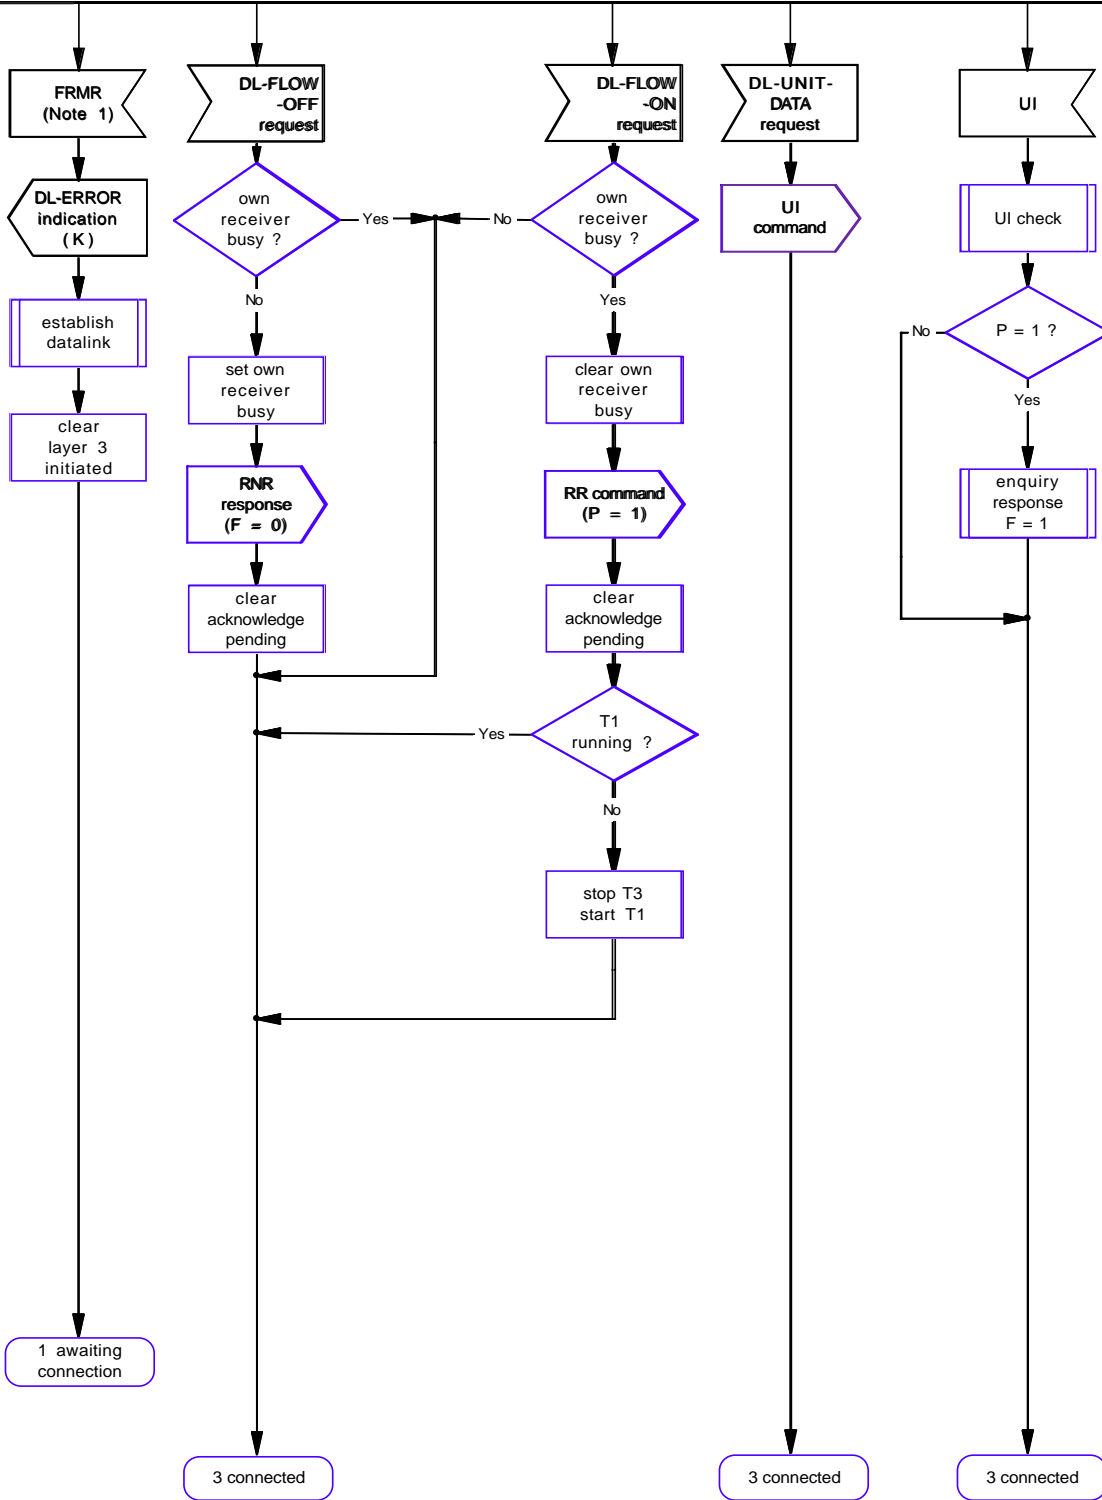 FRMR
(Note 1)
DL-ERROR
indication
( K )
establish
datalink
clear
layer 3
initiated
1 awaiting
connection
DL-FLOW
-OFF
request
own
receiver
busy ?
Yes
No
set own
receiver
busy
RNR
response
(F = 0)
clear
acknowledge
pending
3 connected
DL-FLOW
-ON
request
own
receiver
busy ?
No
Yes
clear own
receiver
busy
RR command
(P = 1)
clear
acknowledge
pending
T1
running ?
Yes
No
stop T3
start T1
DL-UNIT-
DATA
request
UI
command
3 connected
UI
UI check
P = 1 ?
No
Yes
enquiry
response
F = 1
3 connected